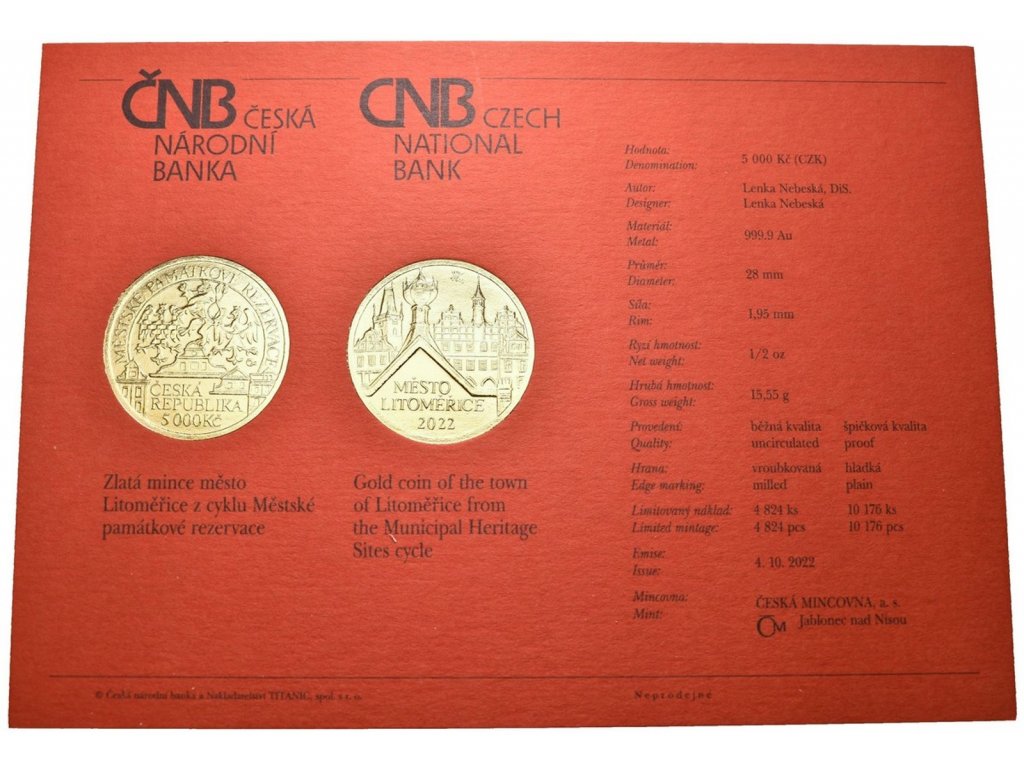 ČNB ČESKÁ
NÁRODNÍ
BANKA
CNB CZECH
NATIONAL
BANK
MĚSTSKÉ PAMÁTKOVÉ REZERVACE
ČESKÁ
REPUBLIKA
5000Kč
MĚSTO
LITOMĚŘICE
2022
Zlatá mince město
Litoměřice z cyklu Městské
památkové rezervace
Gold coin of the town
of Litoměřice from
the Municipal Heritage
Sites cycle
Hodnota:
Denomination: 5 000 Kč (CZK)
Autor: Lenka Nebeská, DiS.
Designer: Lenka Nebeská
Materiál:
Metal: 999.9 Au
Průměr:
Diameter: 28 mm
Síla:
Rim: 1,95 mm
Ryzí hmotnost:
Net weight: 1/2 oz
Hrubá hmotnost:
Gross weight: 15,55 g
Provedení: běžná kvalita špičková kvalita
Quality: uncirculated proof
Hrana: vroubkovaná hladká
Edge marking: milled plain
Limitovaný náklad: 4 824 ks 10 176 ks
Limited mintage: 4 824 pcs 10 176 pcs
Emise:
Issue: 4. 10. 2022
Mincovna: ČESKÁ MINCOVNA, a. s.
Mint: ČM Jablonec nad Nisou
© Česká národní banka a Nakladatelství TITANIC, spol. s r. o.
Neprodejné